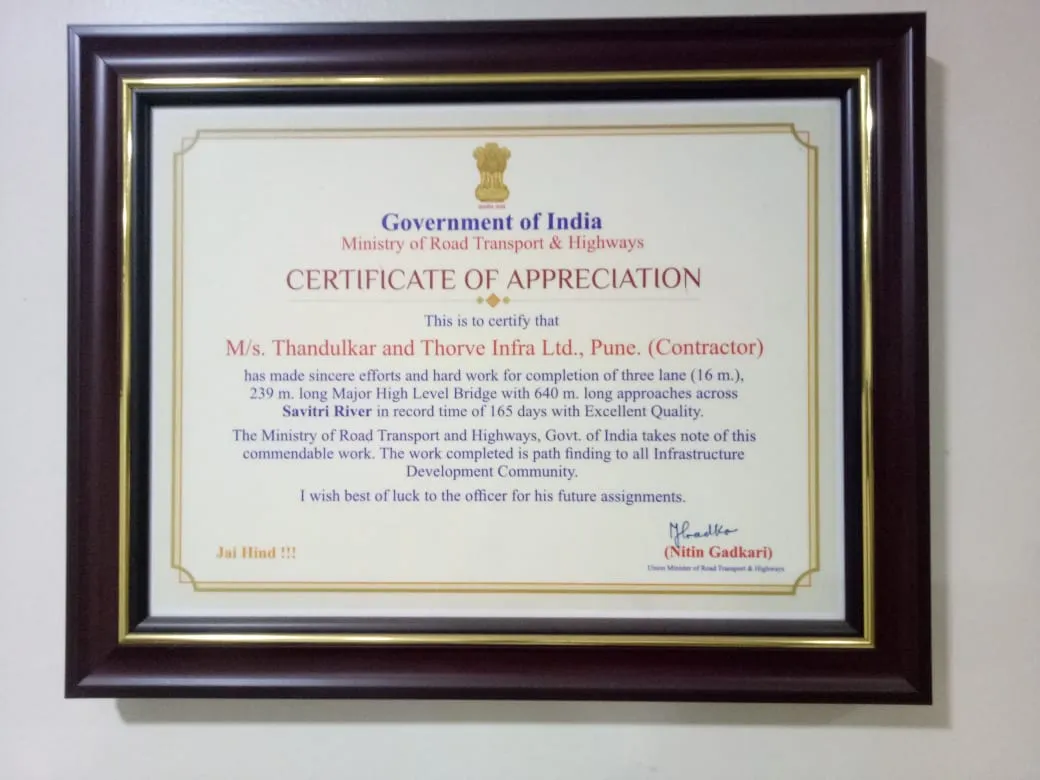 Government of India
Ministry of Road Transport & Highways
CERTIFICATE OF APPRECIATION
This is to certify that
M/s. Thandulkar and Thorve Infra Ltd., Pune. (Contractor)
has made sincere efforts and hard work for completion of three lane (16 m.),
239 m. long Major High Level Bridge with 640 m. long approaches across
Savitri River in record time of 165 days with Excellent Quality.
The Ministry of Road Transport and Highways, Govt. of India takes note of this
commendable work. The work completed is path finding to all Infrastructure
Development Community.
I wish best of luck to the officer for his future assignments.
Jai Hind !!!
(Nitin Gadkari)
Union Minister of Road Transport & Highways